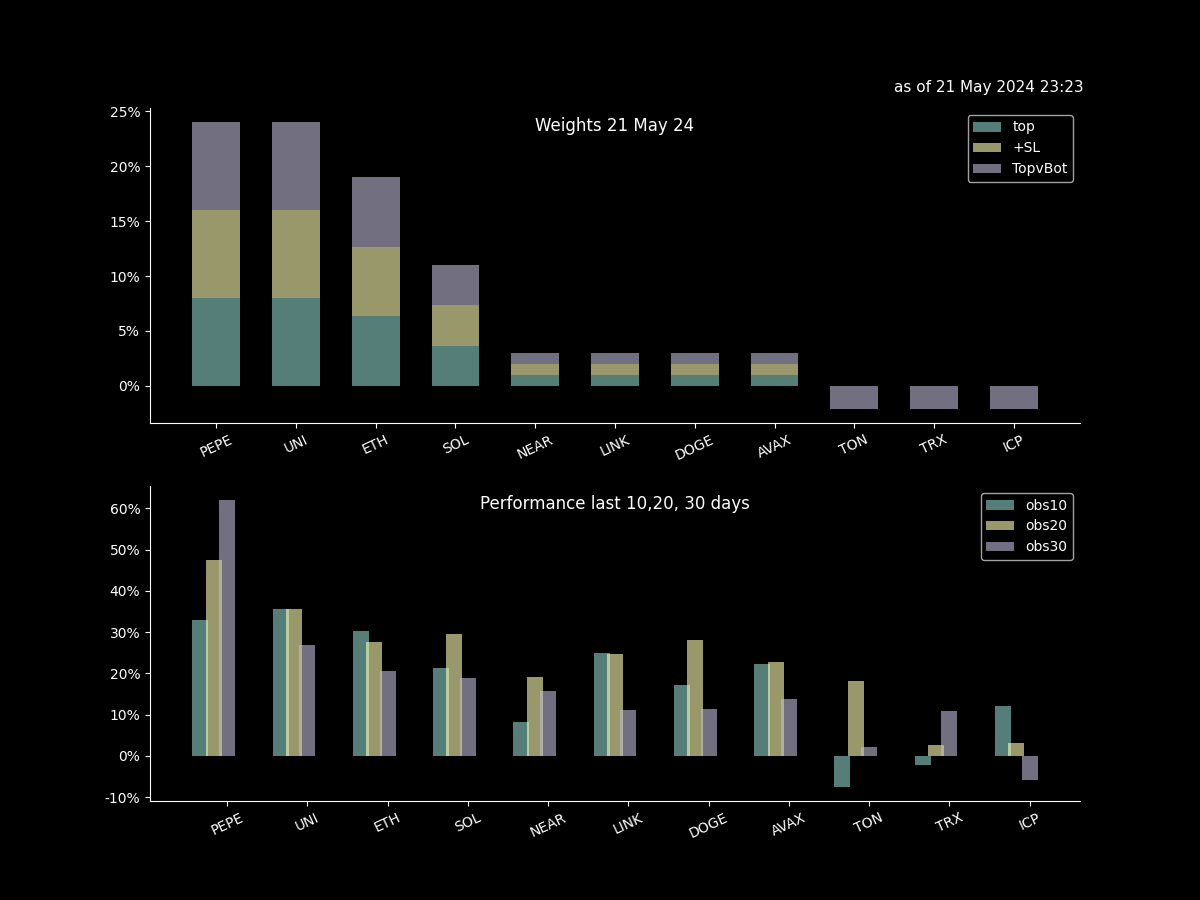 as of 21 May 2024 23:23
Weights 21 May 24
top
+SL
TopvBot
25%
20%
15%
10%
5%
0%
PEPE UNI ETH SOL NEAR LINK DOGE AVAX TON TRX ICP
Performance last 10,20, 30 days
obs10
obs20
obs30
60%
50%
40%
30%
20%
10%
0%
-10%
PEPE UNI ETH SOL NEAR LINK DOGE AVAX TON TRX ICP